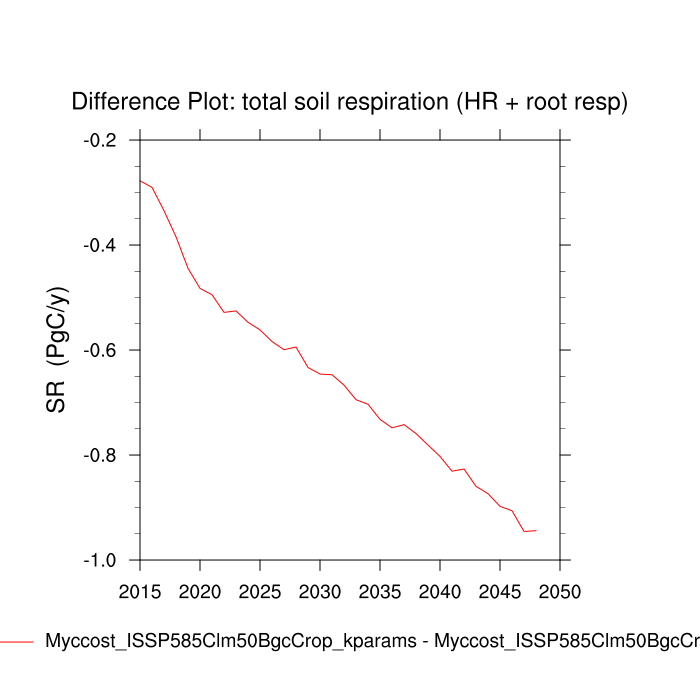 Difference Plot: total soil respiration (HR + root resp)
-0.2
-0.4
-0.6
-0.8
-1.0
SR (PgC/y)
2015 2020 2025 2030 2035 2040 2045 2050
Myccost_ISSP585Clm50BgcCrop_kparams - Myccost_ISSP585Clm50BgcCr